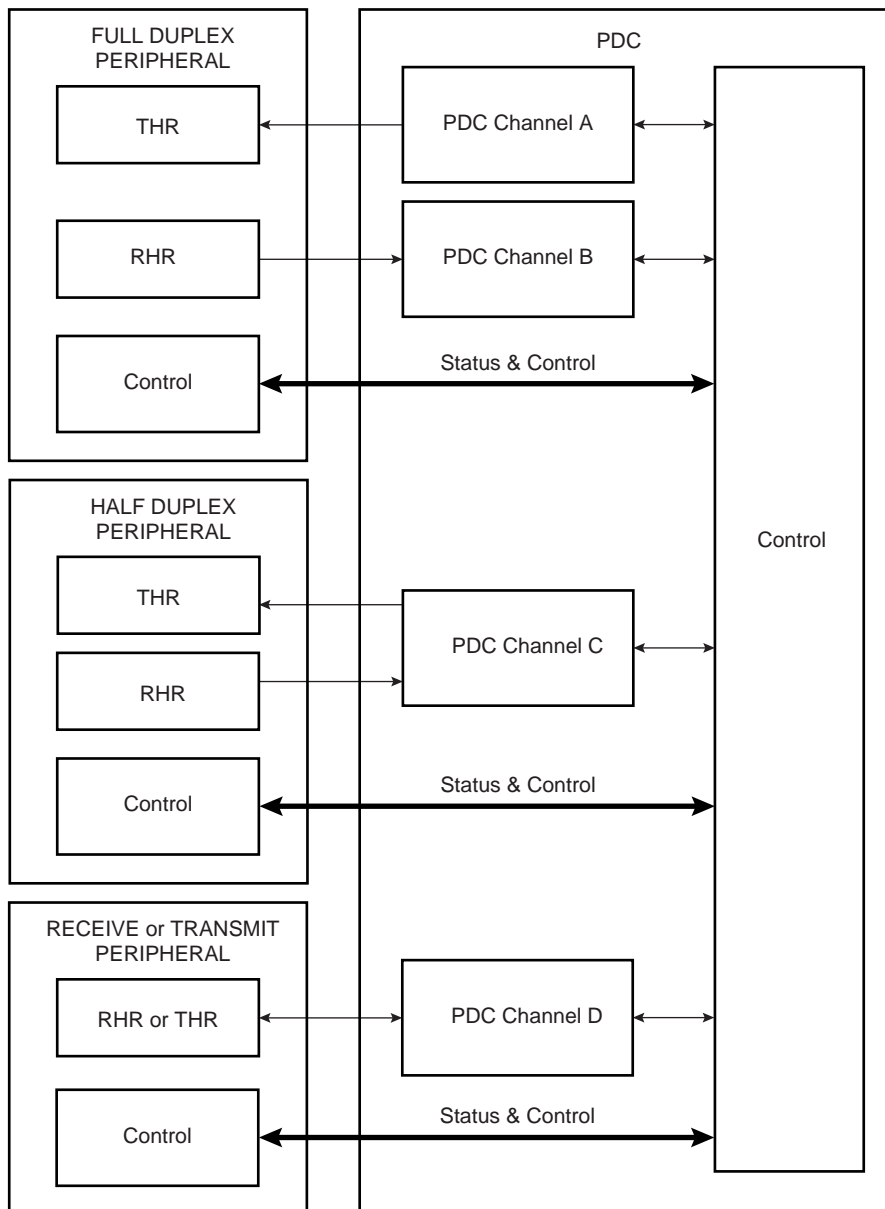 FULL DUPLEX
PERIPHERAL
PDC
THR
PDC Channel A
RHR
PDC Channel B
Control
Status & Control
HALF DUPLEX
PERIPHERAL
Control
THR
PDC Channel C
RHR
Control
Status & Control
RECEIVE or TRANSMIT
PERIPHERAL
RHR or THR
PDC Channel D
Control
Status & Control